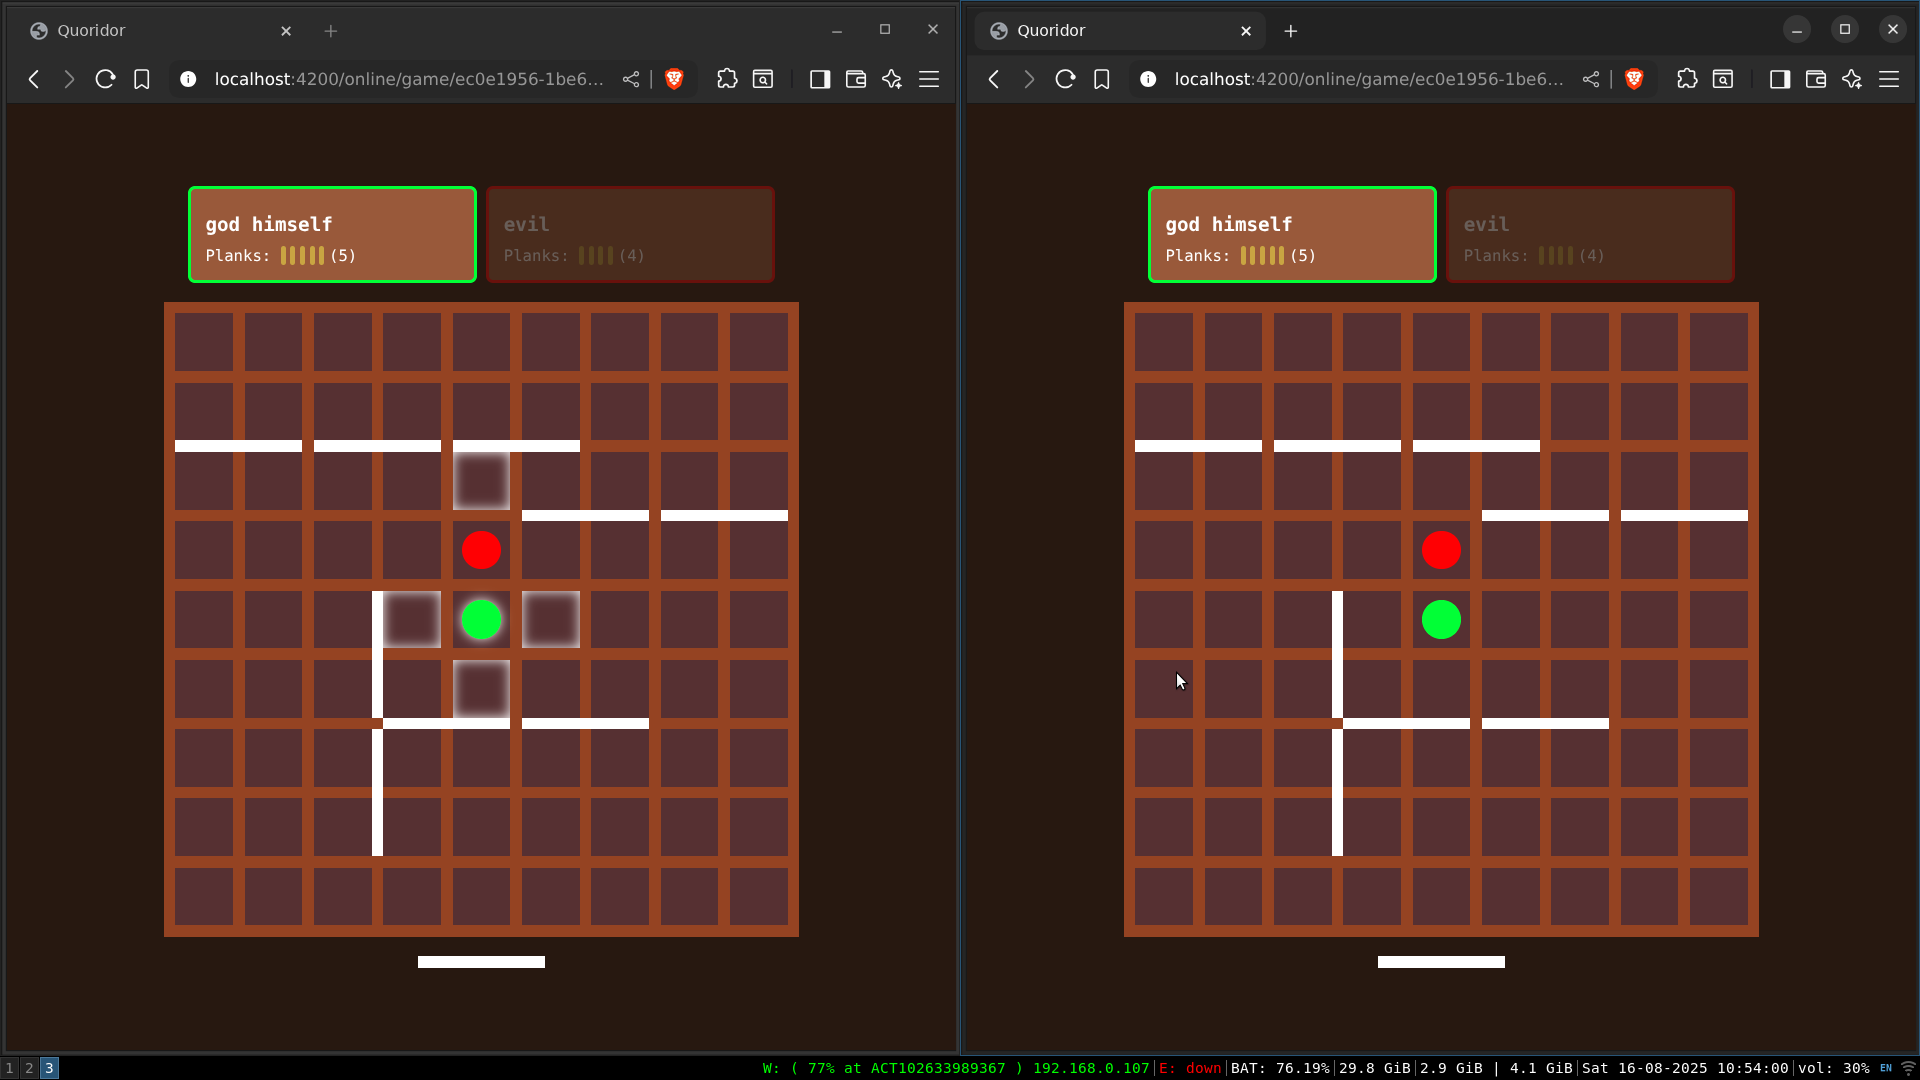 Quoridor
localhost:4200/online/game/ec0e1956-1be6...
god himself
Planks: (5)
evil
Planks: (4)
Quoridor
localhost:4200/online/game/ec0e1956-1be6...
god himself
Planks: (5)
evil
Planks: (4)
1 2 3
W: ( 77% at ACT102633989367 ) 192.168.0.107|E: down|BAT: 76.19%|29.8 GiB|2.9 GiB | 4.1 GiB|Sat 16-08-2025 10:54:00|vol: 30% EN